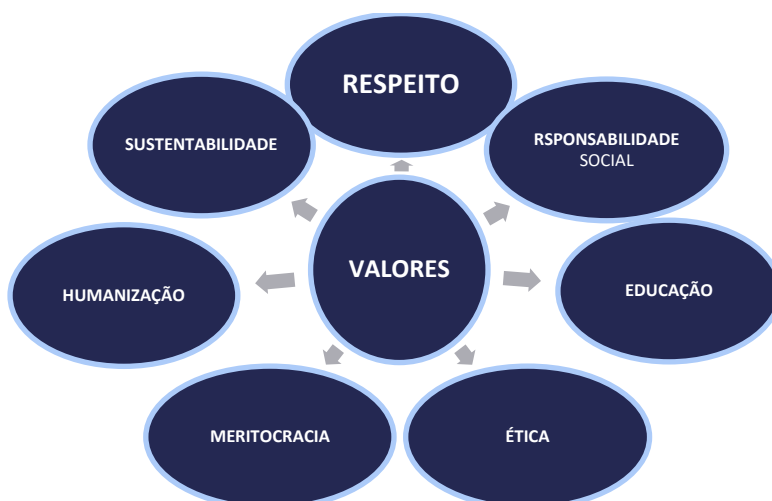 RESPEITO
SUSTENTABILIDADE
RSPONSABILIDADE
SOCIAL
VALORES
HUMANIZAÇÃO
EDUCAÇÃO
MERITOCRACIA
ÉTICA